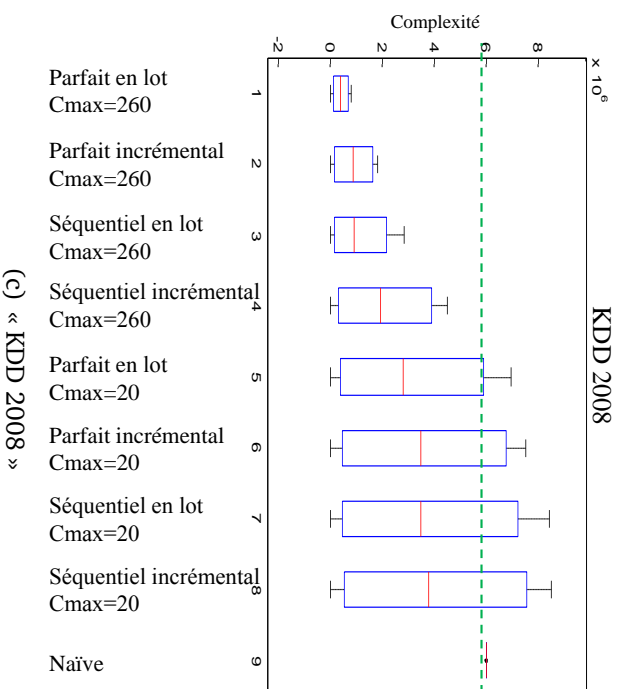 Complexité
-2
0
2
4
6
8
× 10⁶
KDD 2008
Parfait en lot
Cmax=260
1
Parfait incrémental
Cmax=260
2
Séquentiel en lot
Cmax=260
3
Séquentiel incrémental
Cmax=260
4
Parfait en lot
Cmax=20
5
Parfait incrémental
Cmax=20
6
Séquentiel en lot
Cmax=20
7
Séquentiel incrémental
Cmax=20
8
Naïve
9
(c) « KDD 2008 »